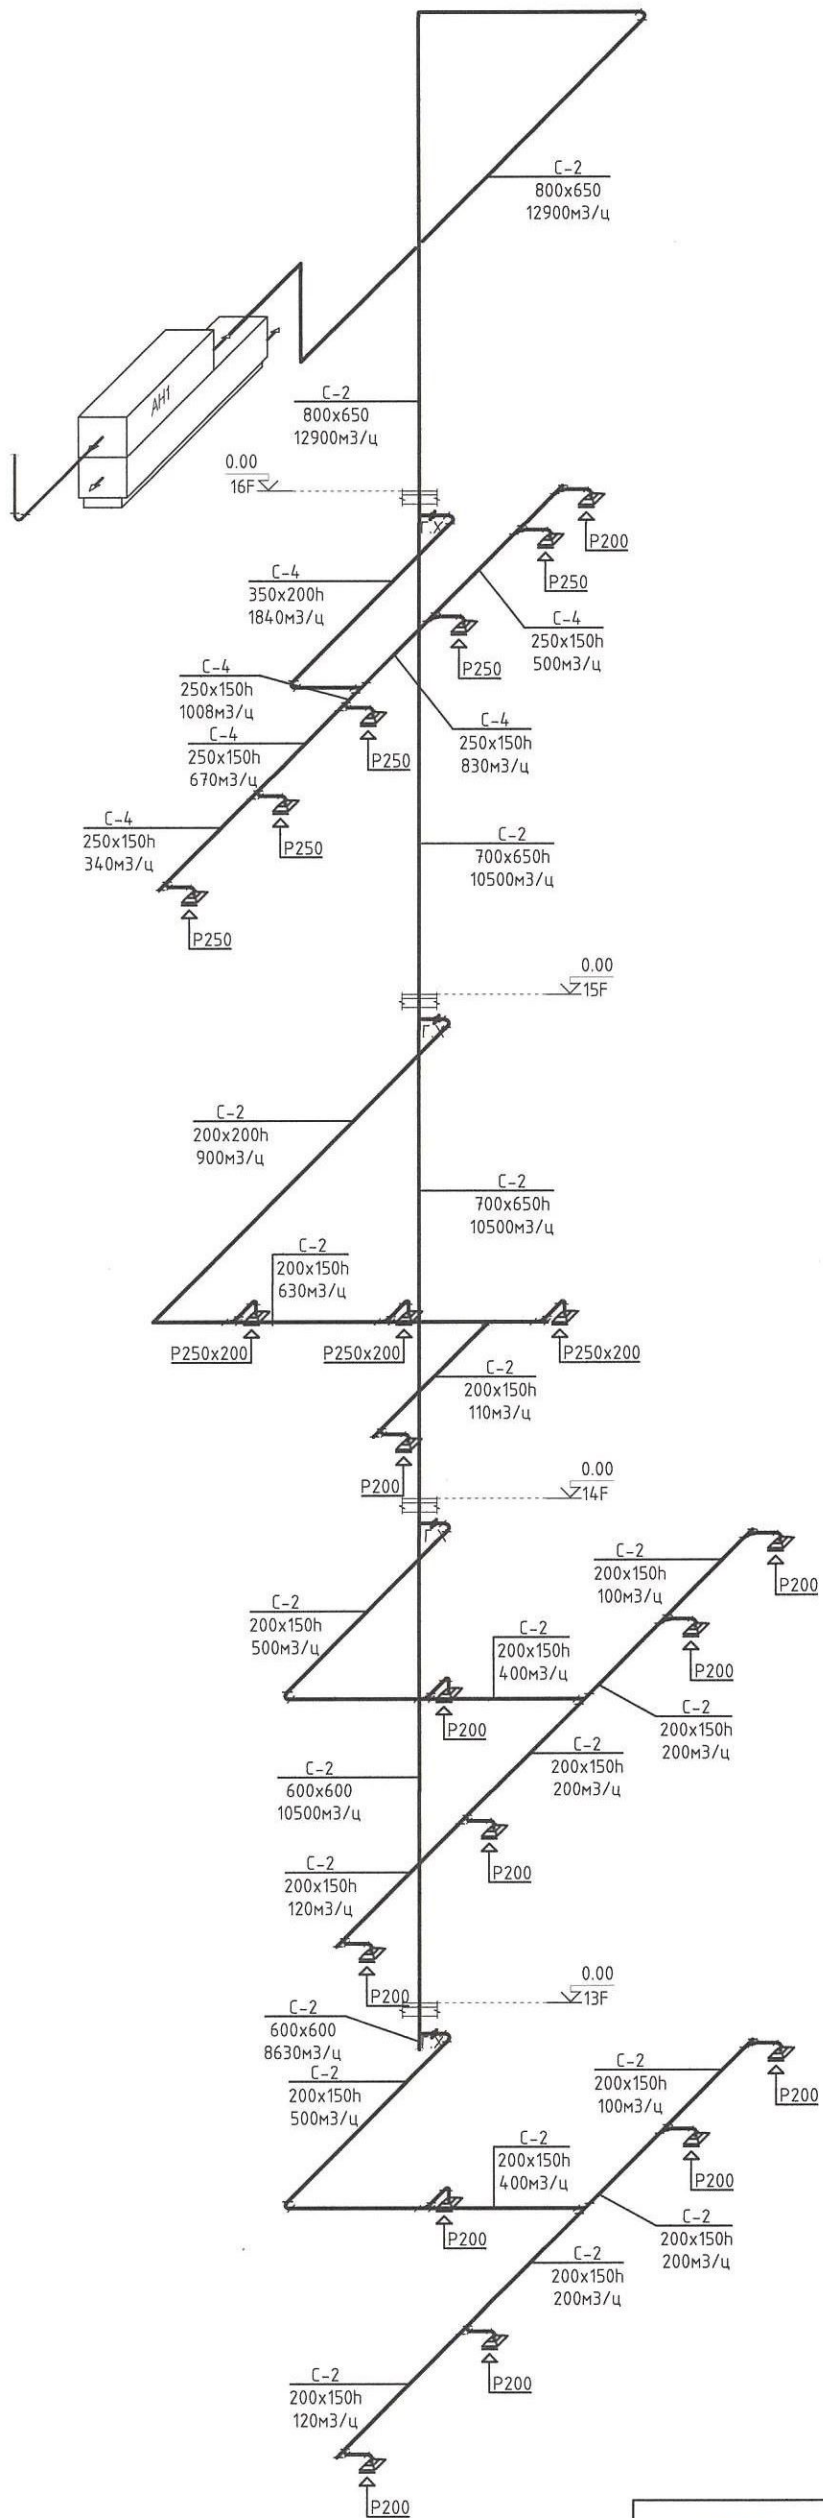 C-2
800x650
12900м3/ц
АН1
C-2
800x650
12900м3/ц
0.00
16F
Г.Х
P200
P250
C-4
350x200h
1840м3/ц
C-4
250x150h
500м3/ц
P250
C-4
250x150h
1008м3/ц
C-4
250x150h
830м3/ц
C-4
250x150h
670м3/ц
P250
C-4
250x150h
340м3/ц
P250
C-2
700x650h
10500м3/ц
P250
0.00
15F
Г.Х
C-2
200x200h
900м3/ц
C-2
700x650h
10500м3/ц
C-2
200x150h
630м3/ц
P250x200
P250x200
P250x200
C-2
200x150h
110м3/ц
P200
0.00
14F
Г.Х
C-2
200x150h
100м3/ц
P200
C-2
200x150h
500м3/ц
C-2
200x150h
400м3/ц
P200
P200
C-2
200x150h
200м3/ц
C-2
200x150h
200м3/ц
C-2
600x600
10500м3/ц
P200
C-2
200x150h
120м3/ц
P200
0.00
13F
C-2
600x600
8630м3/ц
Г.Х
C-2
200x150h
100м3/ц
P200
C-2
200x150h
500м3/ц
C-2
200x150h
400м3/ц
P200
P200
C-2
200x150h
200м3/ц
C-2
200x150h
200м3/ц
P200
C-2
200x150h
120м3/ц
P200